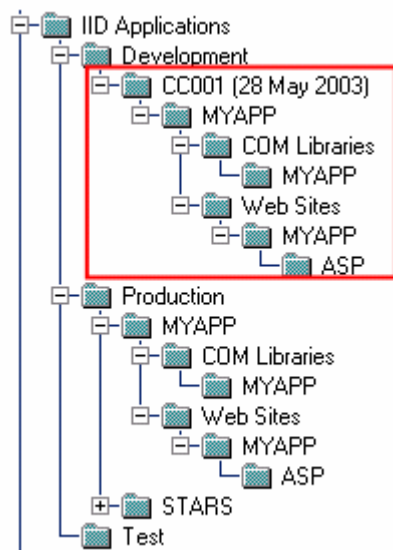 IID Applications
Development
CC001 (28 May 2003)
MYAPP
COM Libraries
MYAPP
Web Sites
MYAPP
ASP
Production
MYAPP
COM Libraries
MYAPP
Web Sites
MYAPP
ASP
STARS
Test